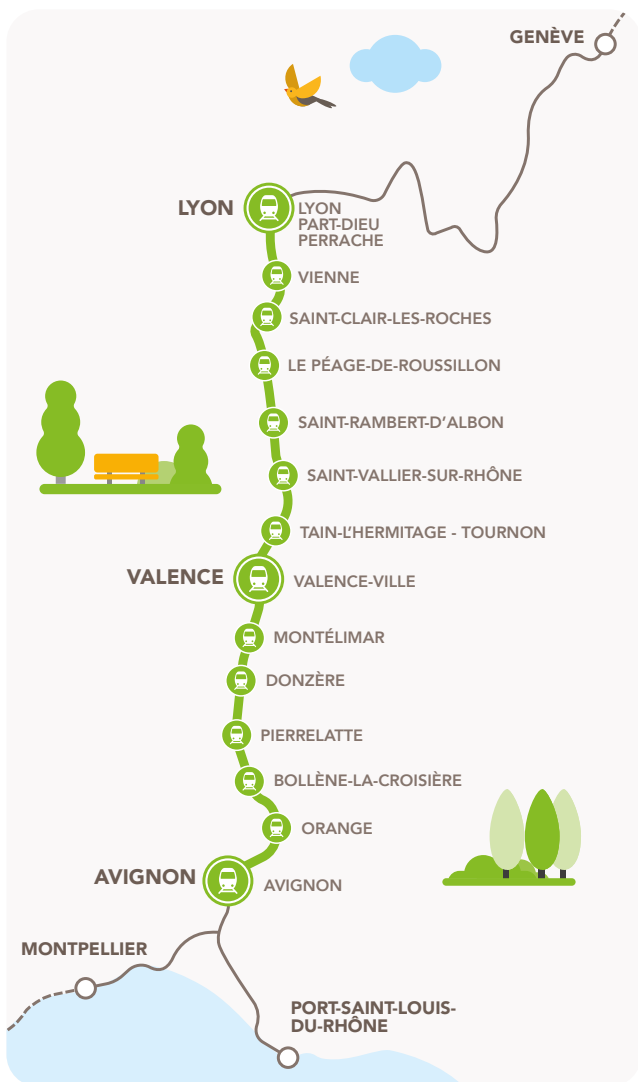 GENÈVE
LYON
LYON
PART-DIEU
PERRACHE
VIENNE
SAINT-CLAIR-LES-ROCHES
LE PÉAGE-DE-ROUSSILLON
SAINT-RAMBERT-D’ALBON
SAINT-VALLIER-SUR-RHÔNE
TAIN-L’HERMITAGE - TOURNON
VALENCE
VALENCE-VILLE
MONTÉLIMAR
DONZÈRE
PIERRELATTE
BOLLÈNE-LA-CROISIÈRE
ORANGE
AVIGNON
AVIGNON
MONTPELLIER
PORT-SAINT-LOUIS-
DU-RHÔNE